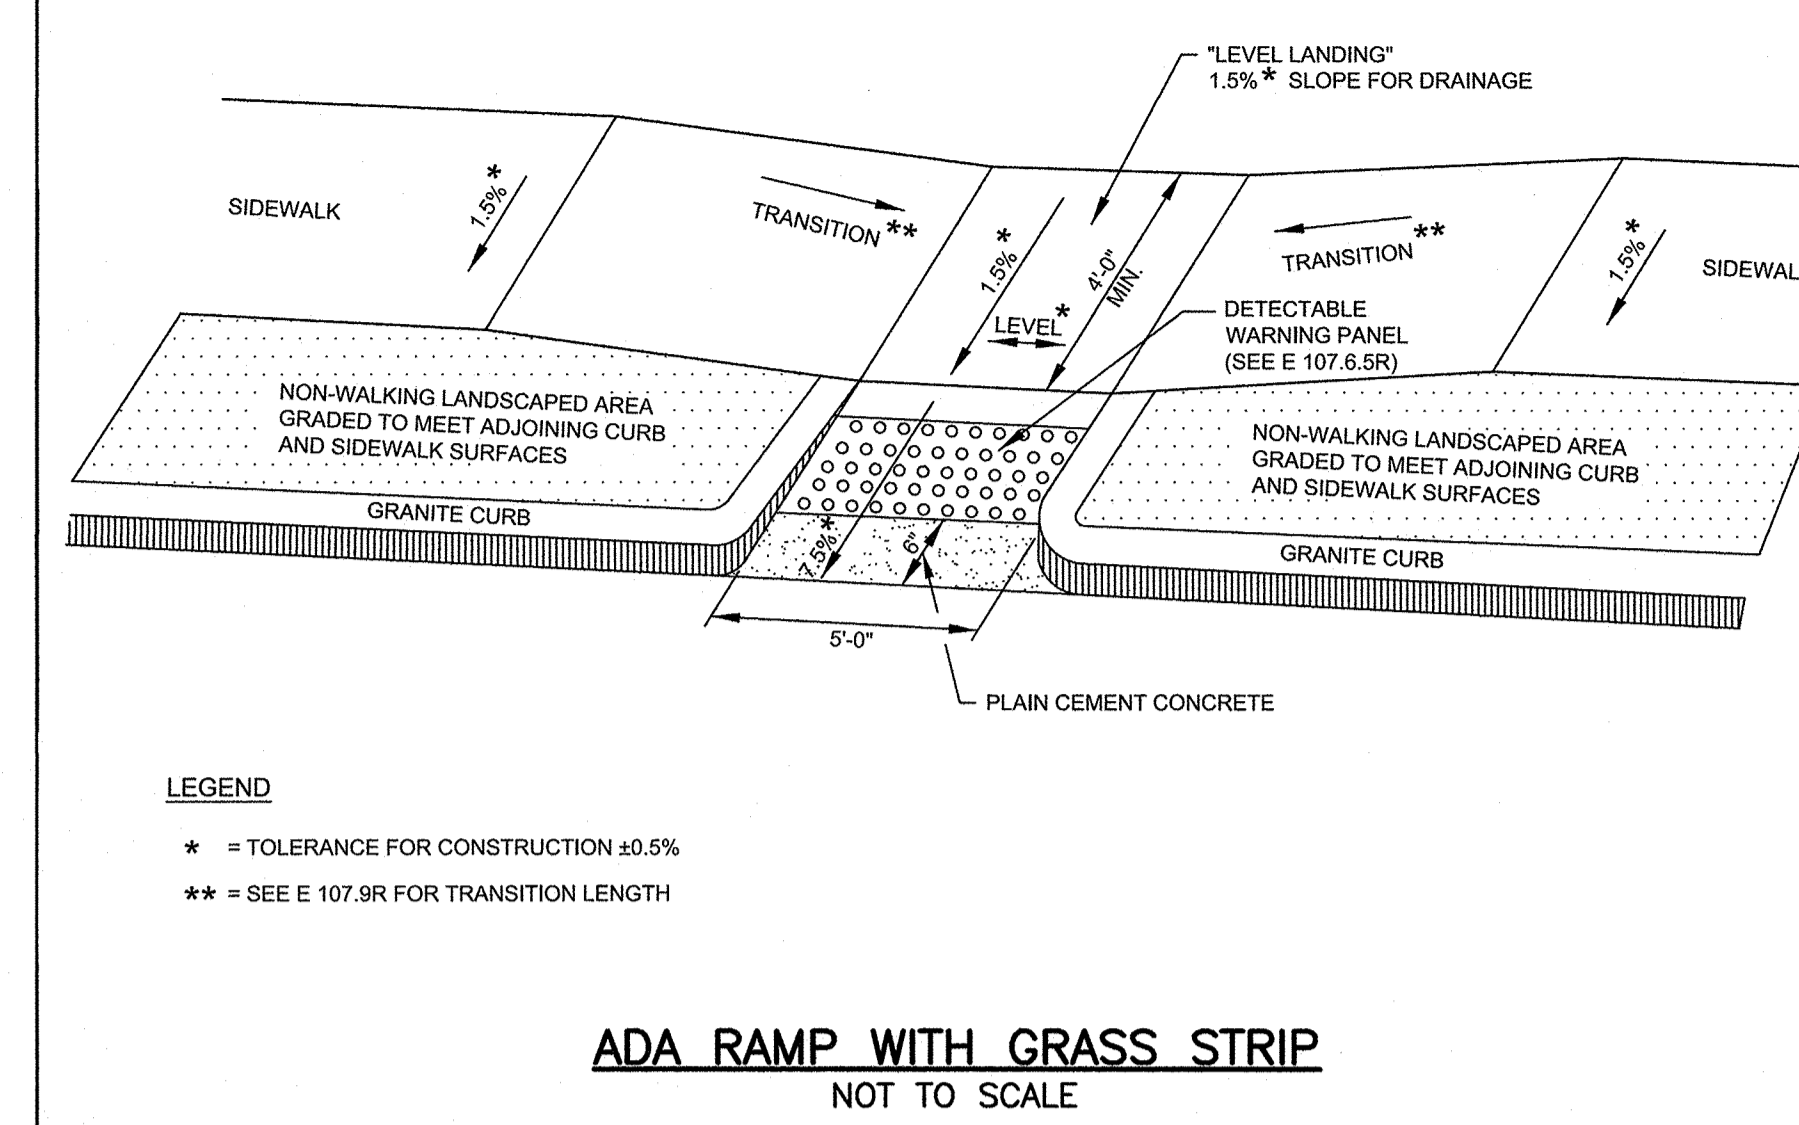 "LEVEL LANDING"
1.5%* SLOPE FOR DRAINAGE
SIDEWALK
1.5%*
TRANSITION**
1.5%*
4'-0"
MIN.
LEVEL*
TRANSITION**
1.5%*
SIDEWAL
DETECTABLE
WARNING PANEL
(SEE E 107.6.5R)
NON-WALKING LANDSCAPED AREA
GRADED TO MEET ADJOINING CURB
AND SIDEWALK SURFACES
NON-WALKING LANDSCAPED AREA
GRADED TO MEET ADJOINING CURB
AND SIDEWALK SURFACES
GRANITE CURB
7.5%*
6"
GRANITE CURB
5'-0"
PLAIN CEMENT CONCRETE
LEGEND
* = TOLERANCE FOR CONSTRUCTION ±0.5%
** = SEE E 107.9R FOR TRANSITION LENGTH
ADA RAMP WITH GRASS STRIP
NOT TO SCALE